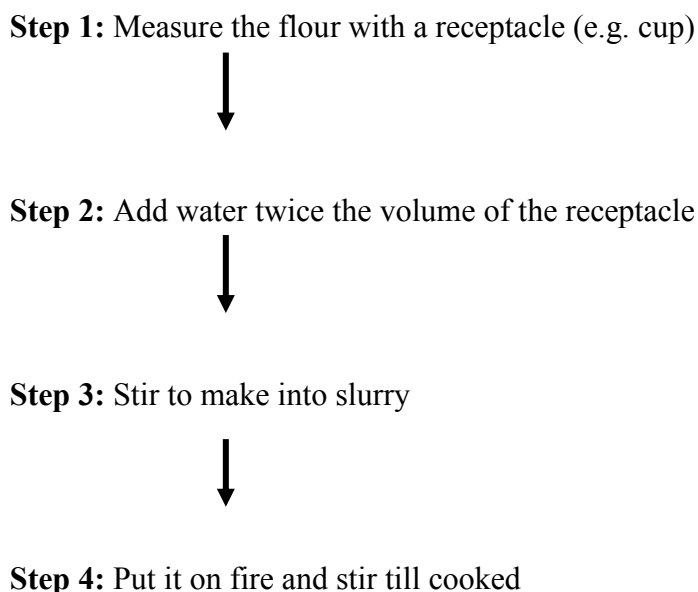 Step 1: Measure the flour with a receptacle (e.g. cup)
Step 2: Add water twice the volume of the receptacle
Step 3: Stir to make into slurry
Step 4: Put it on fire and stir till cooked